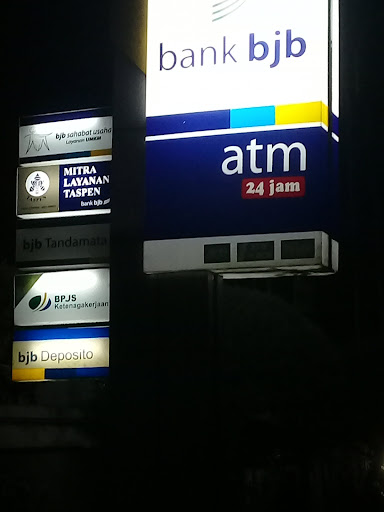 bank bjb
atm
24 jam
bjb sahabat usaha
Layanan UMKM
MITRA
LAYANAN
TASPEN
bank bjb
TASPEN
bjb Tandamata
BPJS
Ketenagakerjaan
bjb Deposito